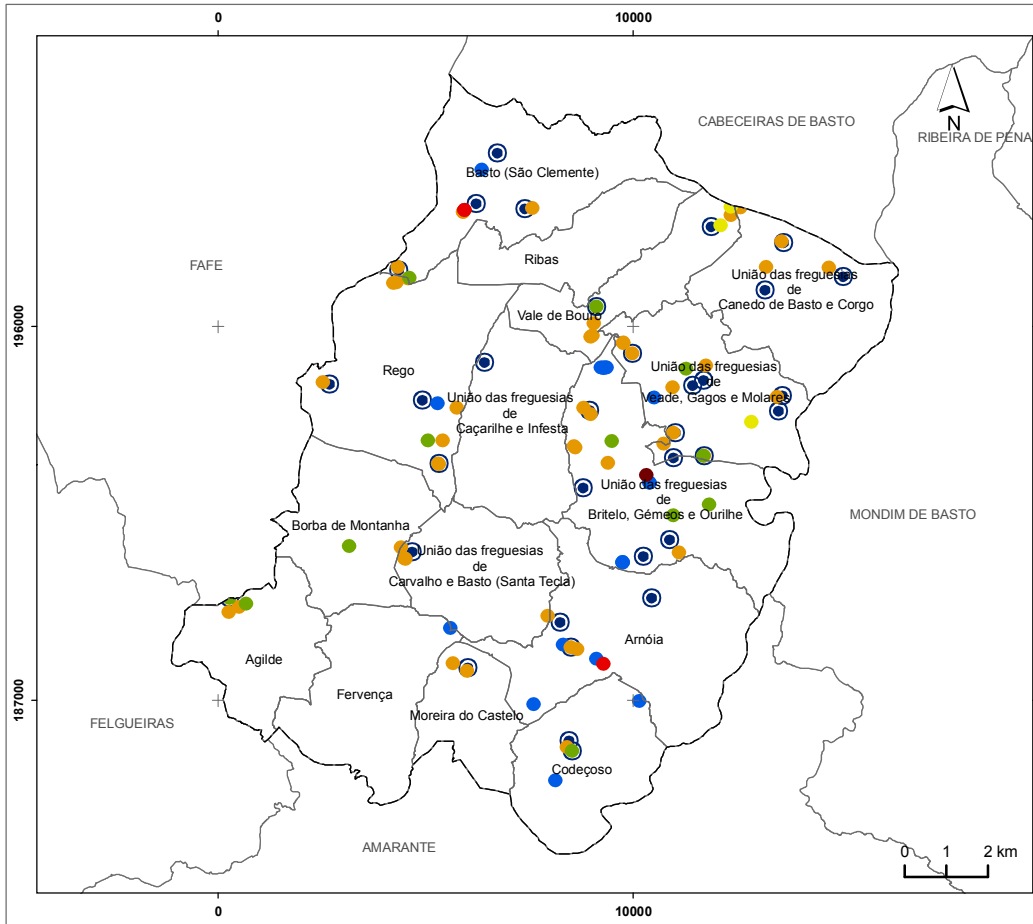 0
10000
CABECEIRAS DE BASTO
RIBEIRA DE PENA
N
Basto (São Clemente)
FAFE
Ribas
União das freguesias
de
Canedo de Basto e Corgo
196000
Vale de Bouro
Rego
União das freguesias
de
Veade, Gagos e Molares
União das freguesias
de
Caçarilhe e Infesta
União das freguesias
de
Britelo, Gémeos e Ourilhe
MONDIM DE BASTO
Borba de Montanha
União das freguesias
de
Carvalho e Basto (Santa Tecla)
Arnóia
Agilde
Fervença
187000
Moreira do Castelo
FELGUEIRAS
Codeçoso
AMARANTE
0 1 2 km
0
10000